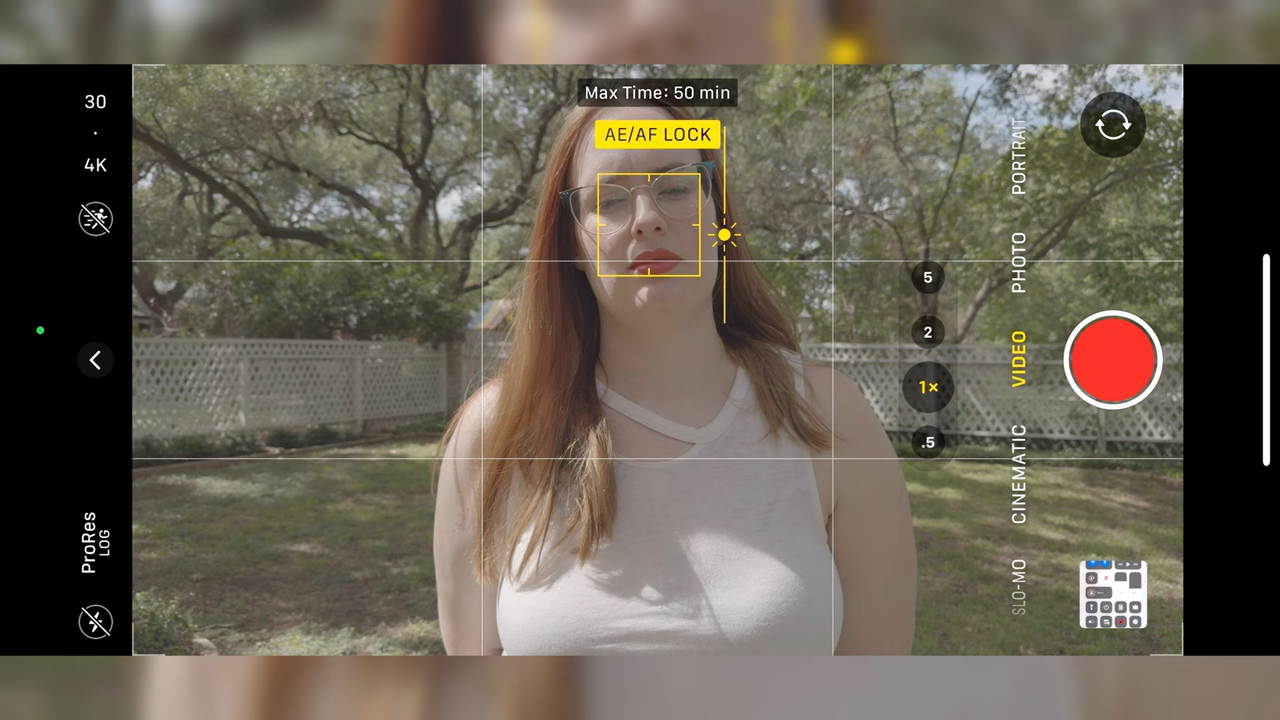 30
4K
ProRes
LOG
Max Time: 50 min
AE/AF LOCK
5
2
1×
.5
PORTRAIT
PHOTO
VIDEO
CINEMATIC
SLO-MO